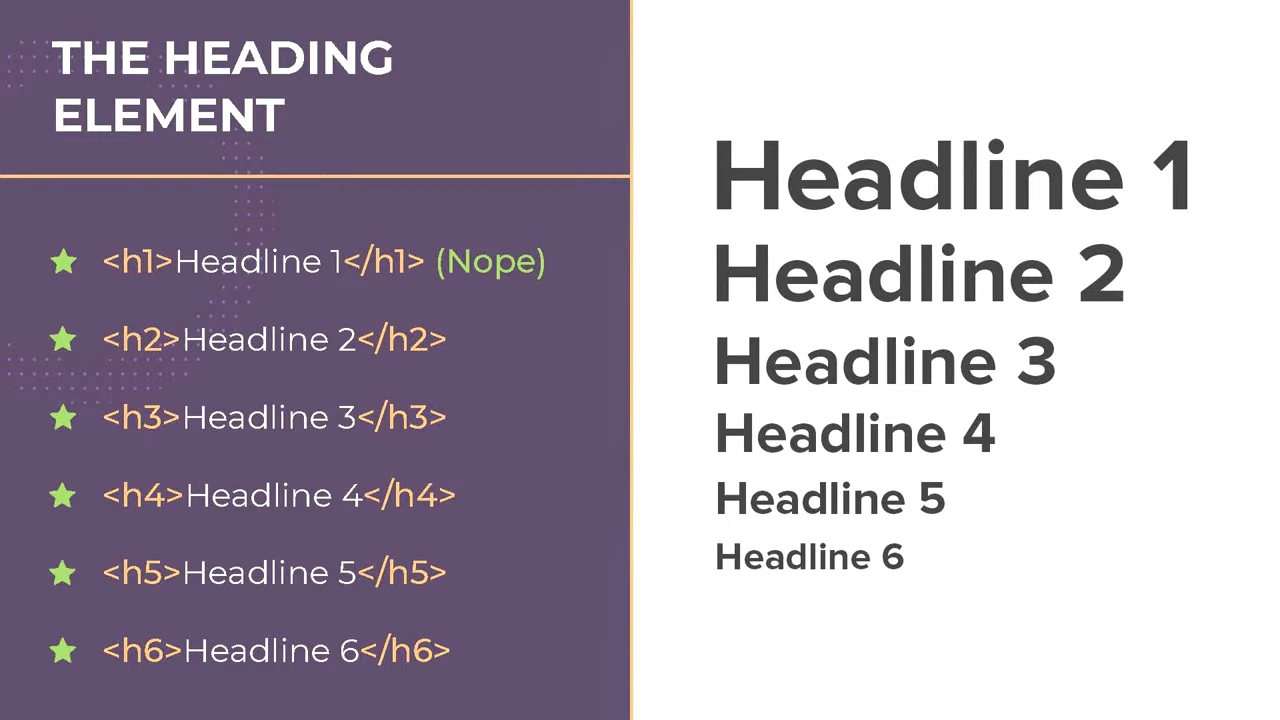 THE HEADING
ELEMENT
<h1>Headline 1</h1> (Nope)
<h2>Headline 2</h2>
<h3>Headline 3</h3>
<h4>Headline 4</h4>
<h5>Headline 5</h5>
<h6>Headline 6</h6>
Headline 1
Headline 2
Headline 3
Headline 4
Headline 5
Headline 6